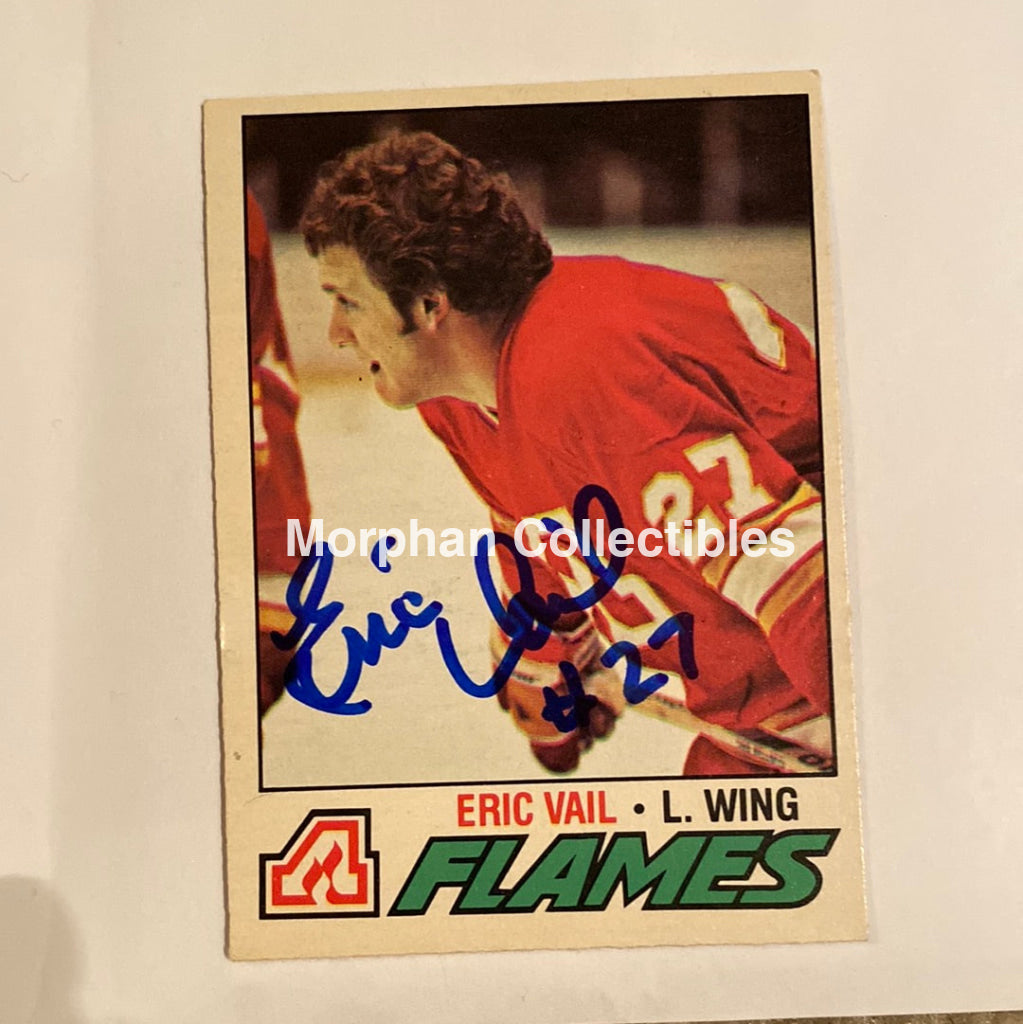 27
Morphan Collectibles
Eric Vail
#27
ERIC VAIL • L. WING
FLAMES